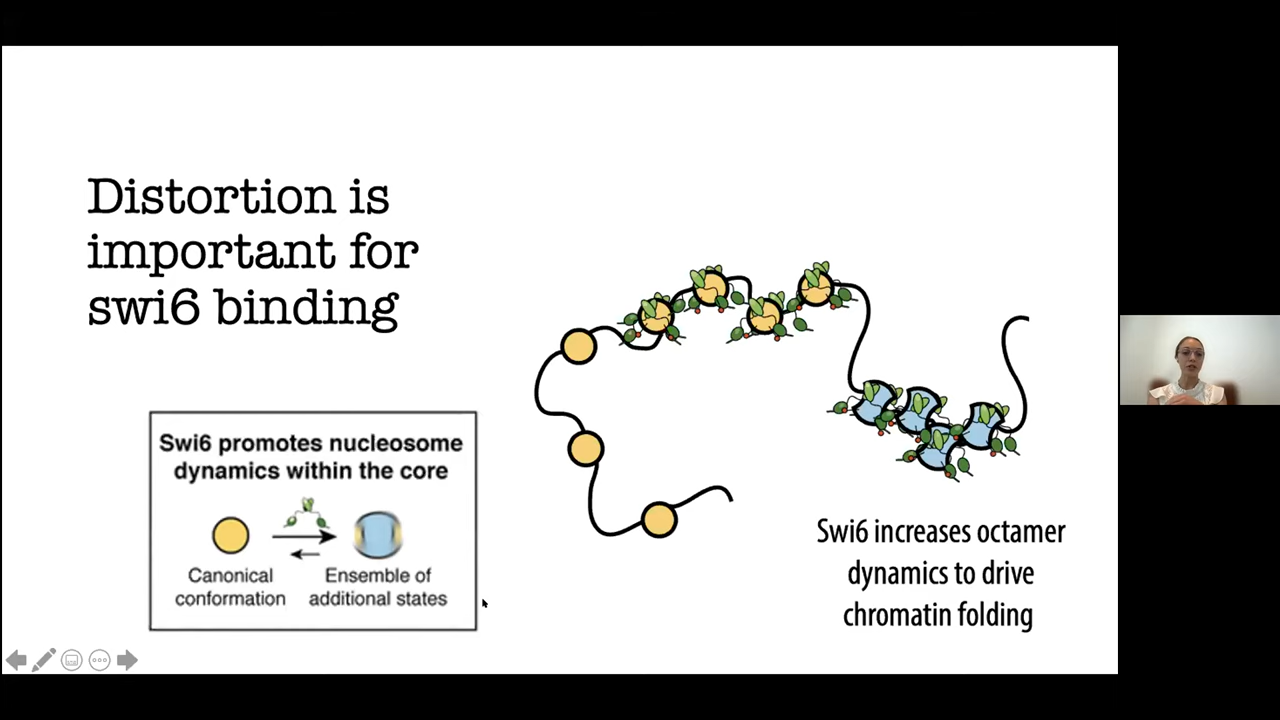 Distortion is
important for
swi6 binding
Swi6 promotes nucleosome
dynamics within the core
Canonical
conformation
Ensemble of
additional states
Swi6 increases octamer
dynamics to drive
chromatin folding